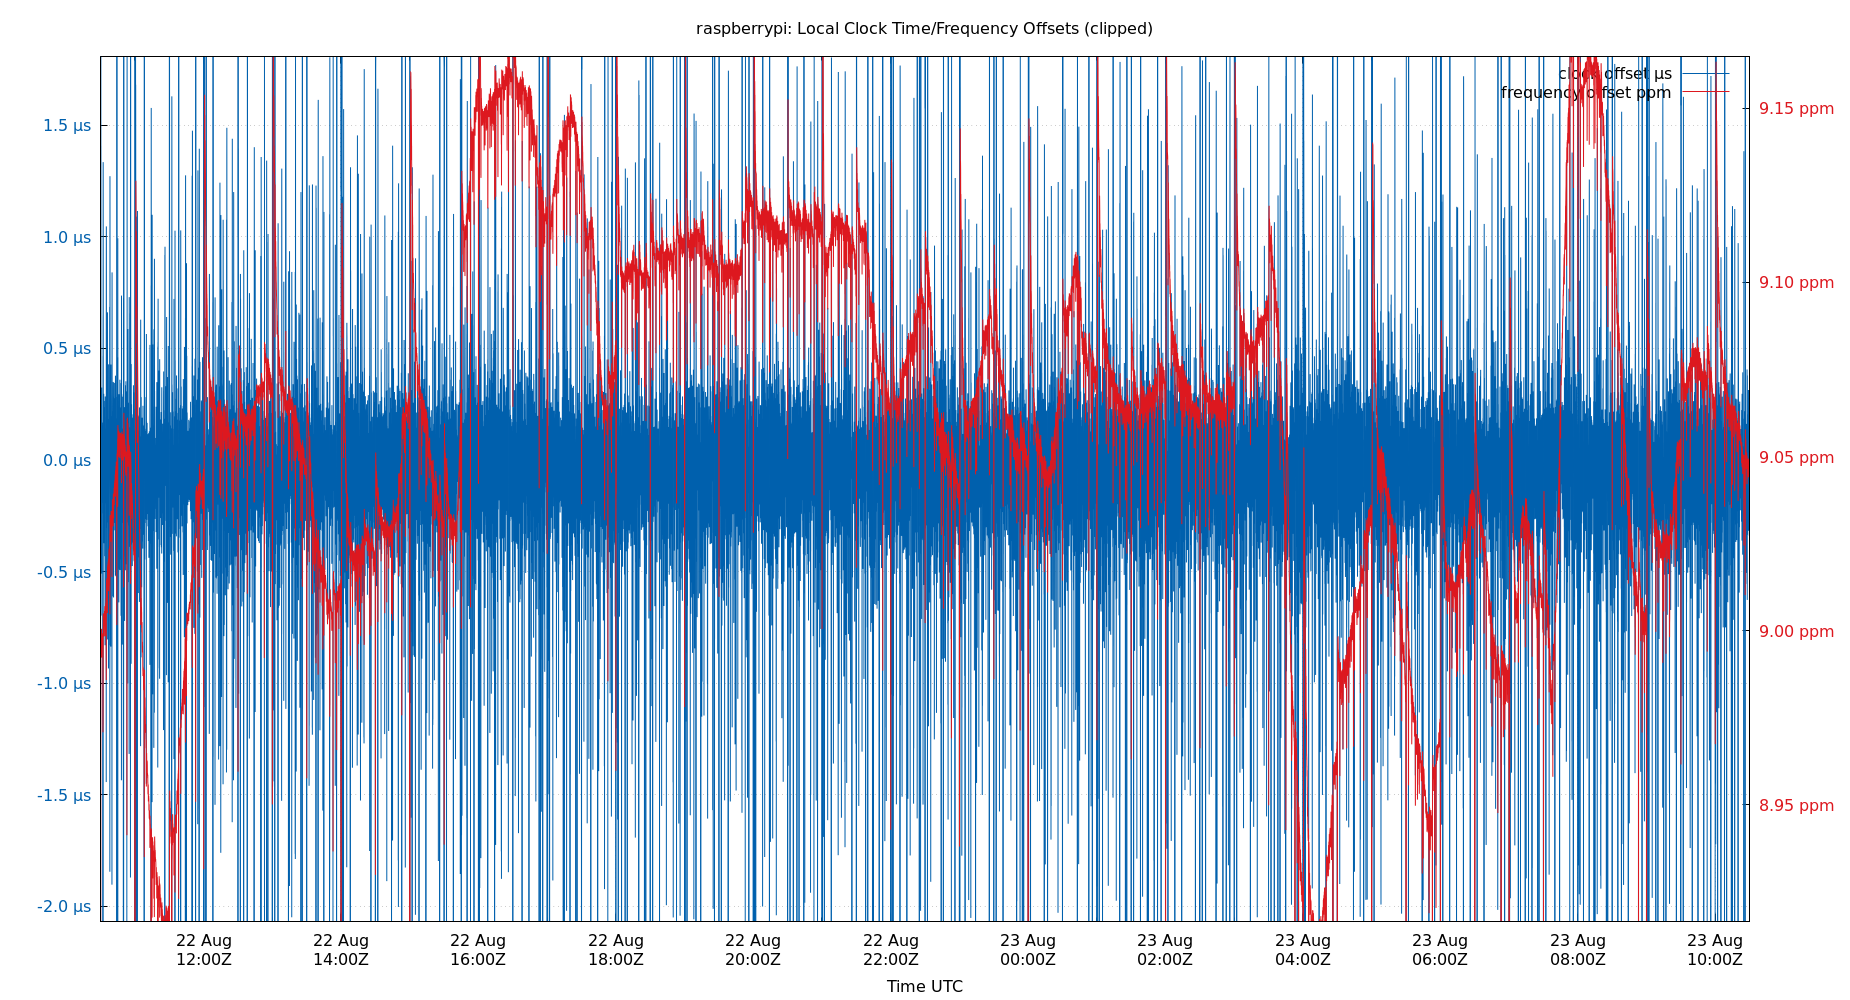 raspberrypi: Local Clock Time/Frequency Offsets (clipped)
clock offset μs
frequency offset ppm
1.5 μs
1.0 μs
0.5 μs
0.0 μs
-0.5 μs
-1.0 μs
-1.5 μs
-2.0 μs
9.15 ppm
9.10 ppm
9.05 ppm
9.00 ppm
8.95 ppm
22 Aug 22 Aug 22 Aug 22 Aug 22 Aug 22 Aug 23 Aug 23 Aug 23 Aug 23 Aug 23 Aug 23 Aug
12:00Z 14:00Z 16:00Z 18:00Z 20:00Z 22:00Z 00:00Z 02:00Z 04:00Z 06:00Z 08:00Z 10:00Z
Time UTC